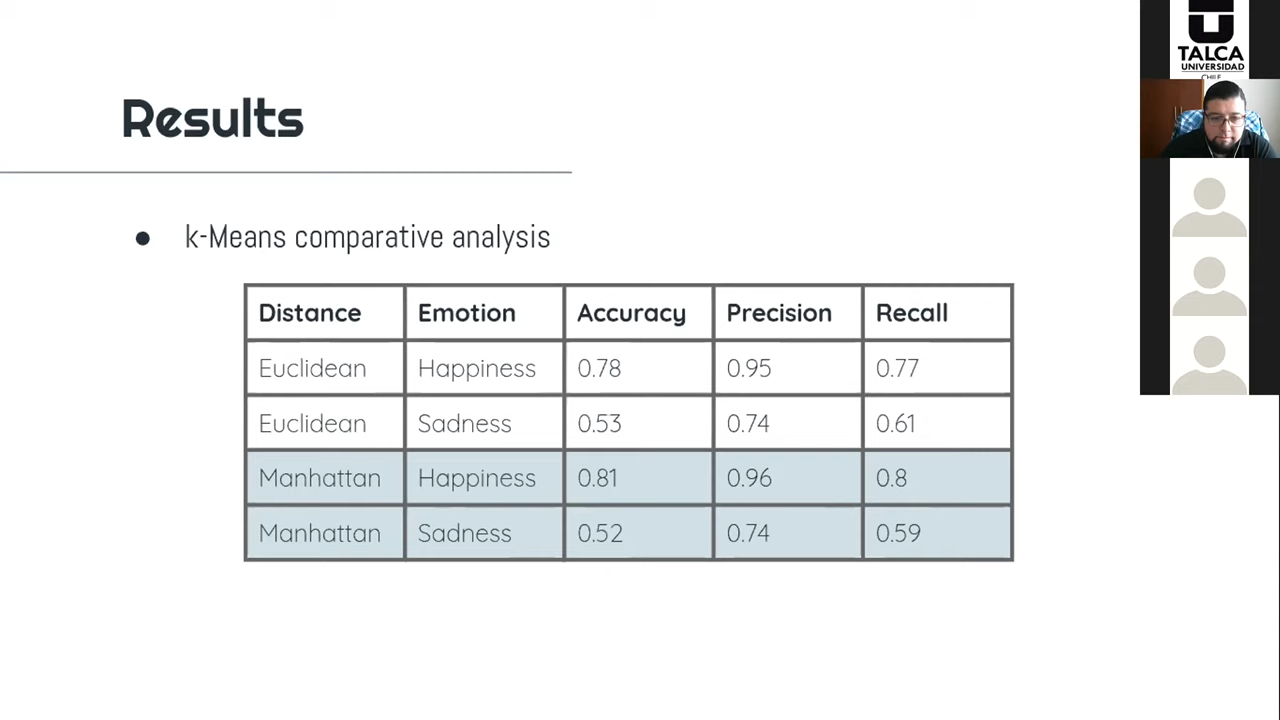 Results
● k-Means comparative analysis
Distance Emotion Accuracy Precision Recall
Euclidean Happiness 0.78 0.95 0.77
Euclidean Sadness 0.53 0.74 0.61
Manhattan Happiness 0.81 0.96 0.8
Manhattan Sadness 0.52 0.74 0.59
TALCA
UNIVERSIDAD
CHILE